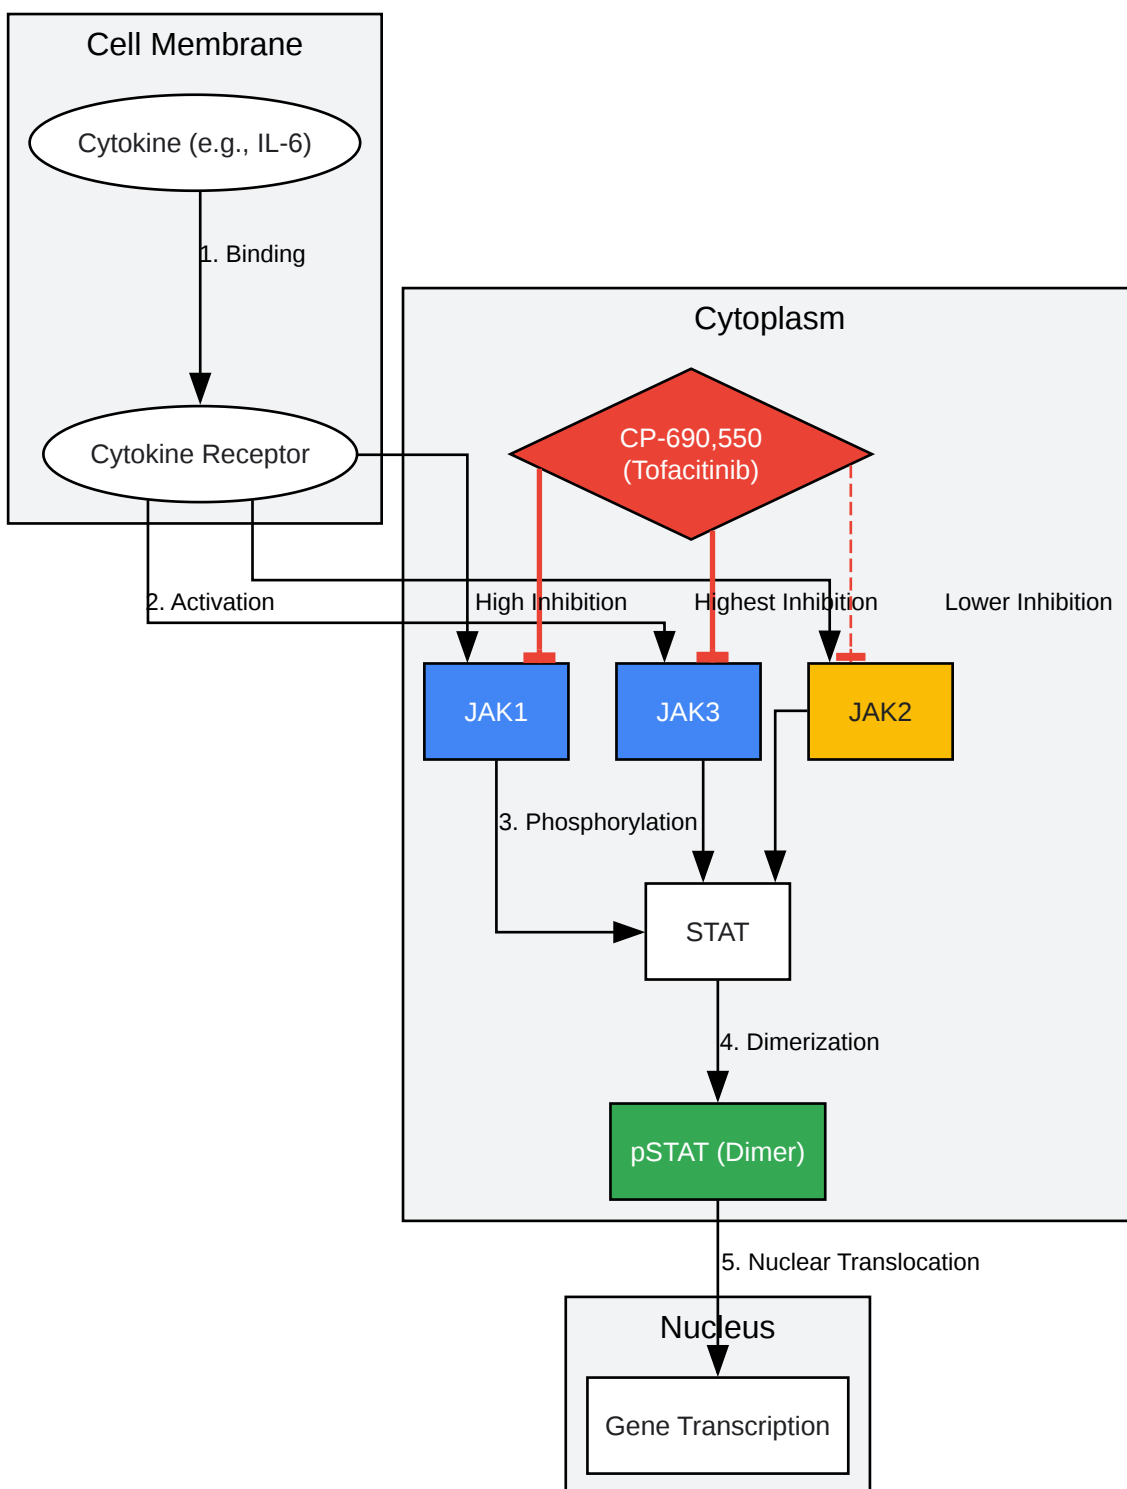 Cell Membrane
Cytokine (e.g., IL-6)
1. Binding
Cytoplasm
CP-690,550
(Tofacitinib)
Cytokine Receptor
2. Activation
High Inhibition
Highest Inhibition
Lower Inhibition
JAK1
JAK3
JAK2
3. Phosphorylation
STAT
4. Dimerization
pSTAT (Dimer)
5. Nuclear Translocation
Nucleus
Gene Transcription